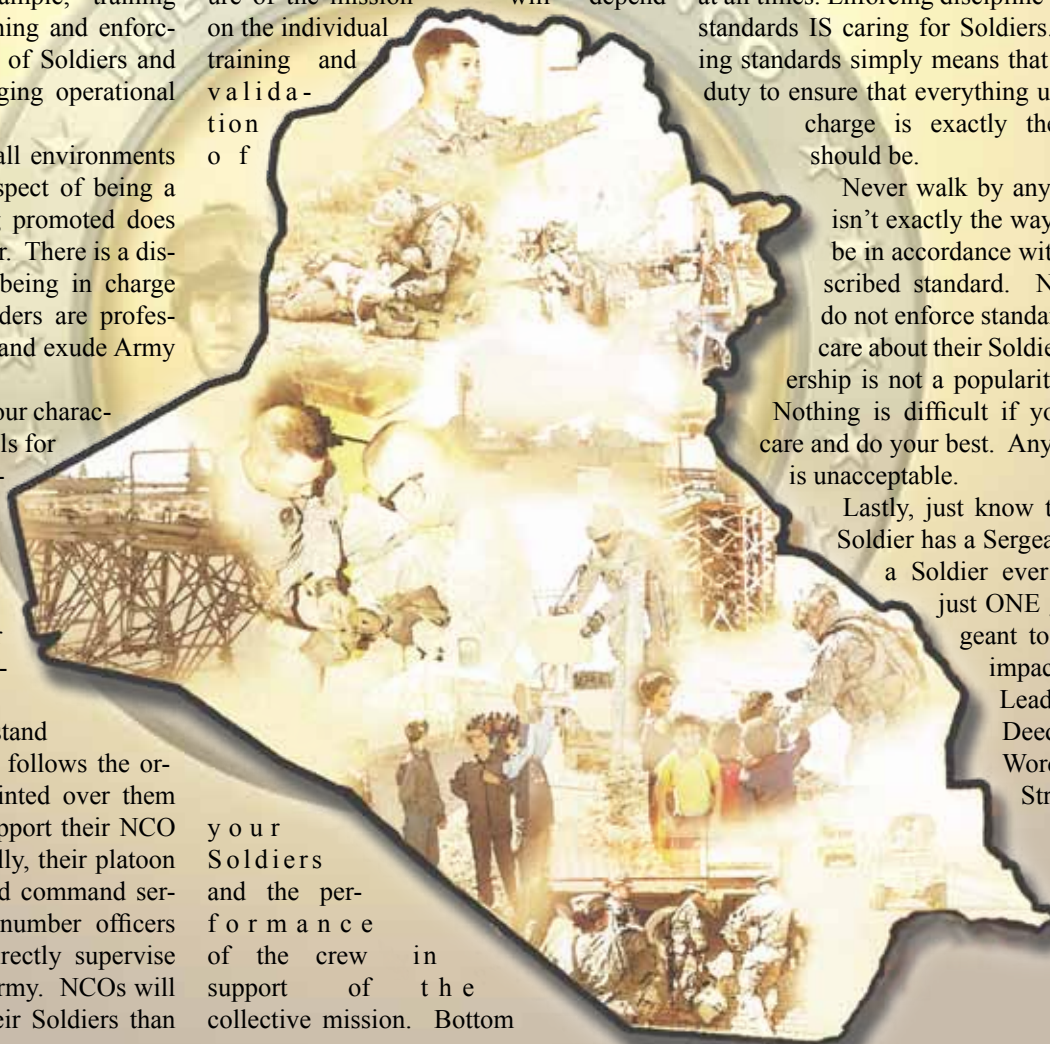 ample, training
ning and enforc-
of Soldiers and
ging operational
all environments
spect of being a
promoted does
r. There is a dis-
being in charge
ders are profes-
and exude Army
our charac-
ls for
-
-
-
stand
follows the or-
inted over them
pport their NCO
lly, their platoon
d command ser-
number officers
rectly supervise
rmy. NCOs will
eir Soldiers than
ure of the mission will depend
on the individual
training and
valida-
tion
of
your
Soldiers
and the per-
formance
of the crew in
support of the
collective mission. Bottom
at all times. Enforcing discipline
standards IS caring for Soldiers.
ing standards simply means that
duty to ensure that everything u
charge is exactly the
should be.
Never walk by any
isn't exactly the way
be in accordance wit
scribed standard. N
do not enforce standar
care about their Soldie
ership is not a popularit
Nothing is difficult if yo
care and do your best. Any
is unacceptable.
Lastly, just know t
Soldier has a Sergea
a Soldier ever
just ONE
geant to
impac
Lead
Deed
Word
Str